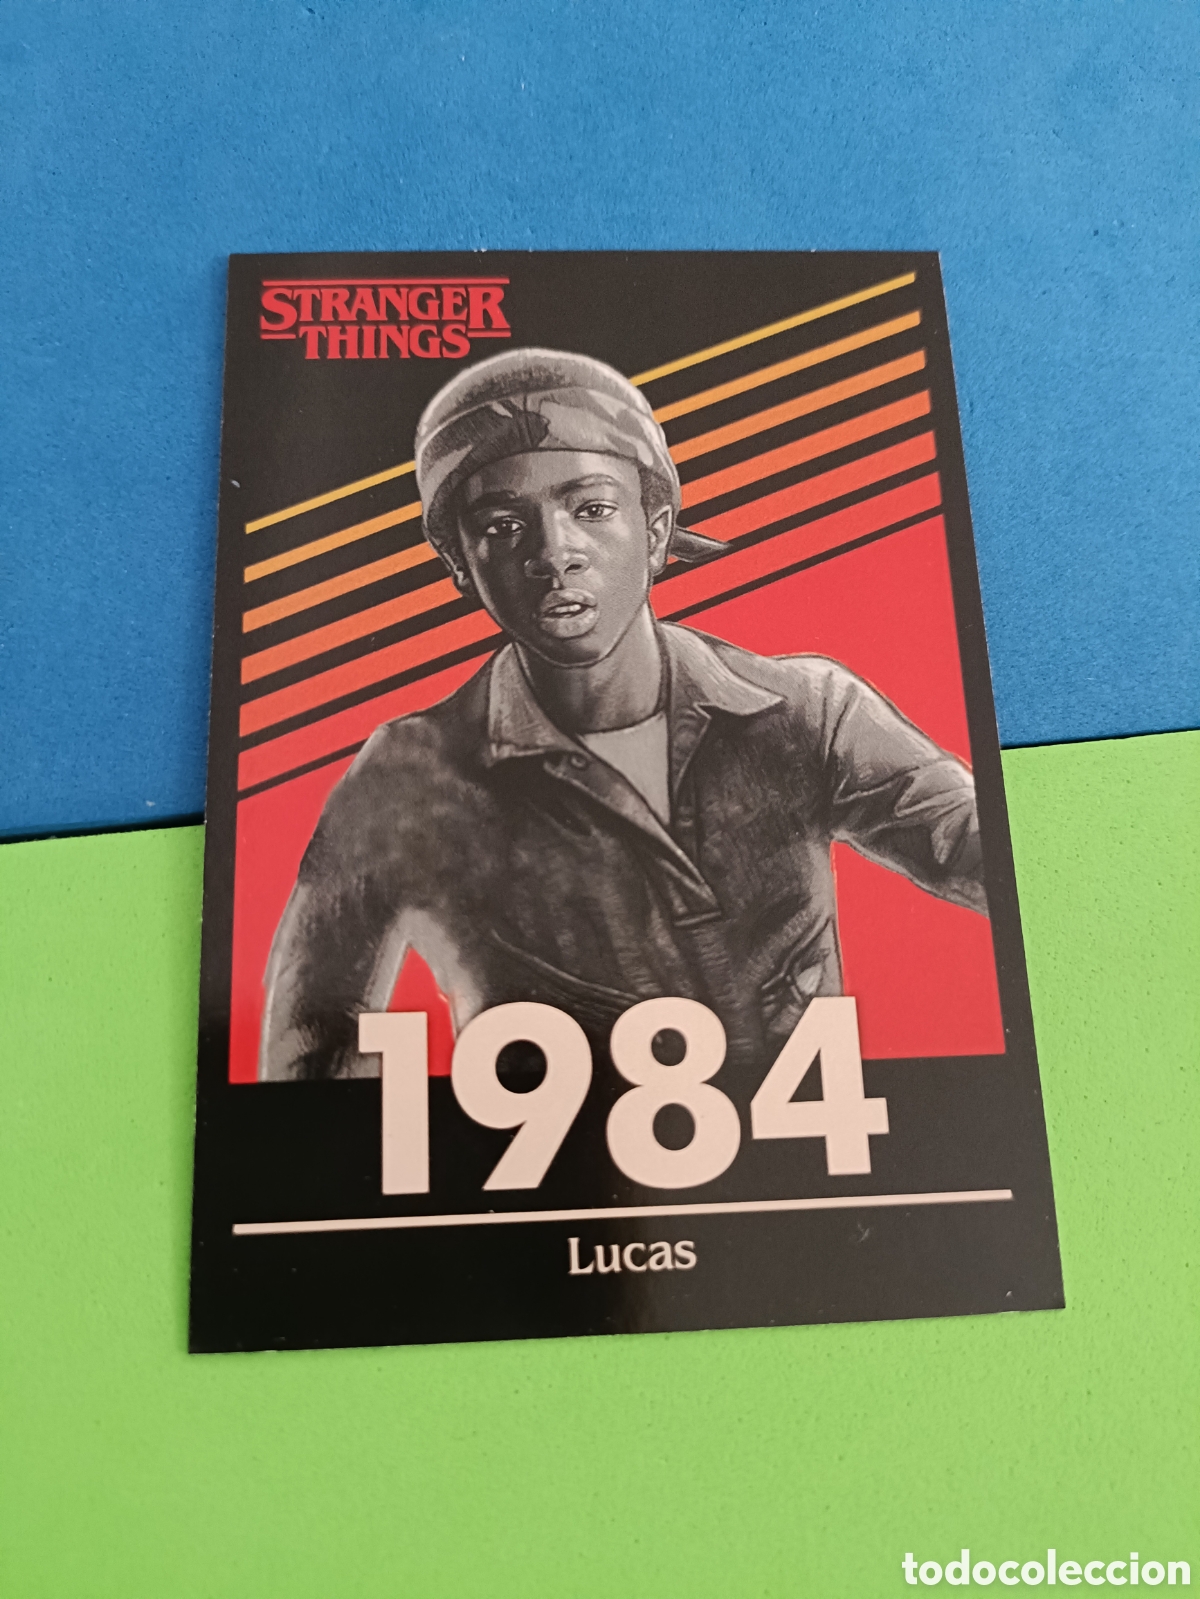 STRANGER
THINGS
1984
Lucas
todocoleccion